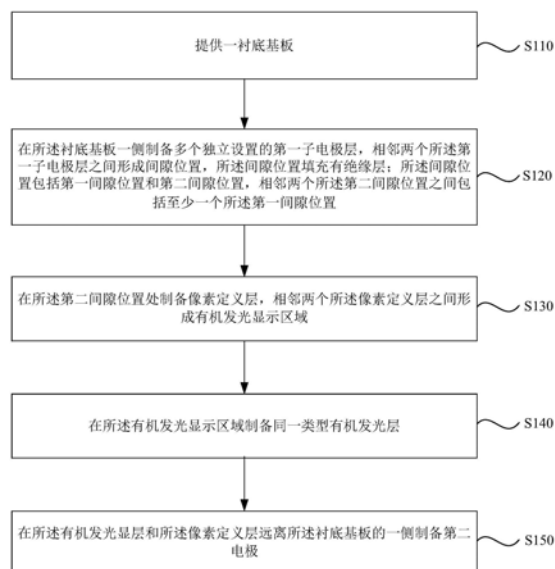 提供一衬底基板
S110
在所述衬底基板一侧制备多个独立设置的第一子电极层，相邻两个所述第
一子电极层之间形成间隙位置，所述间隙位置填充有绝缘层；所述间隙位
置包括第一间隙位置和第二间隙位置，相邻两个所述第二间隙位置之间包
括至少一个所述第一间隙位置
S120
在所述第二间隙位置处制备像素定义层，相邻两个所述像素定义层之间形
成有机发光显示区域
S130
在所述有机发光显示区域制备同一类型有机发光层
S140
在所述有机发光显层和所述像素定义层远离所述衬底基板的一侧制备第二
电极
S150